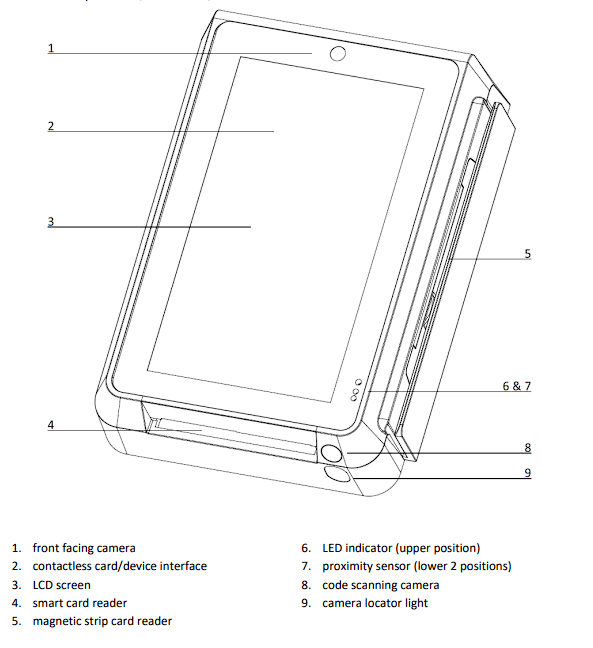 1
2
3
5
6 & 7
4
8
9
1. front facing camera
2. contactless card/device interface
3. LCD screen
4. smart card reader
5. magnetic strip card reader
6. LED indicator (upper position)
7. proximity sensor (lower 2 positions)
8. code scanning camera
9. camera locator light